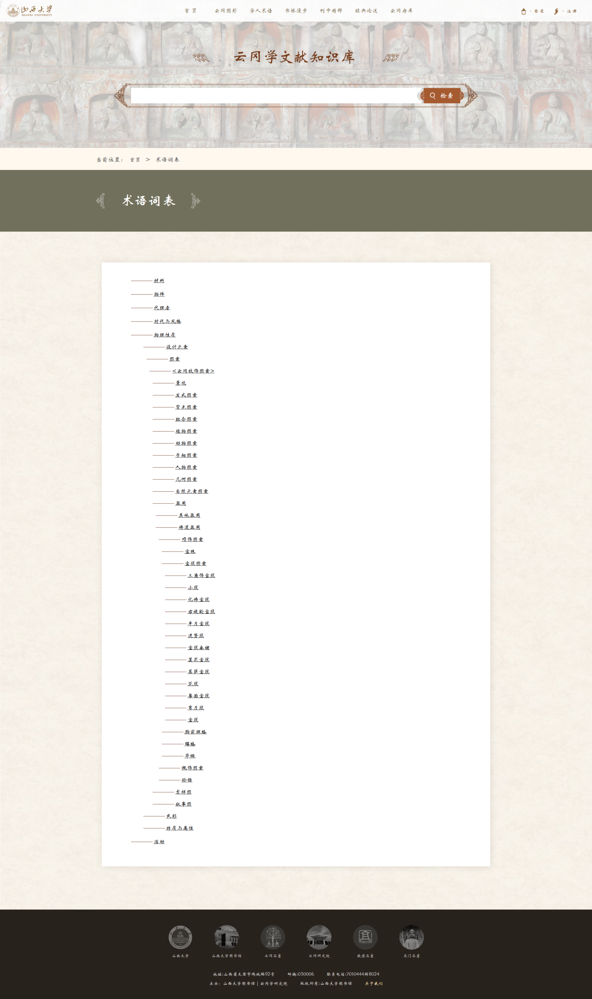 山西大学
SHANXI UNIVERSITY
首页 云冈图影 学人术语 书林漫步 刊中精粹 经典论述 云冈府库 · 登录 · 注册
云冈学文献知识库
检索
当前位置： 首页 > 术语词表
术语词表
材料
物件
代理者
时代与风格
物理性质
设计元素
图案
<云冈纹饰图案>
景观
发式图案
背光图案
组合图案
植物图案
动物图案
手相图案
人物图案
几何图案
自然元素图案
器用
其他器用
佛道器用
项饰图案
宝珠
宝冠图案
三角饰宝冠
小冠
化佛宝冠
右旋轮宝冠
半月宝冠
进贤冠
宝冠垂裙
莲花宝冠
菩萨宝冠
笼冠
兽面宝冠
弯月冠
宝冠
胸前理珞
璎珞
华绳
佩饰图案
铃铛
吉祥图
叙事图
色彩
特质与属性
活动
山西大学 山西大学图书馆 云冈石窟 云冈研究院 敦煌石窟 龙门石窟
地址:山西省太原市坞城路92号 邮编:030006 联系电话:7010444转8024
主办: 山西大学图书馆 | 云冈学研究院 版权所有:山西大学图书馆 关于我们